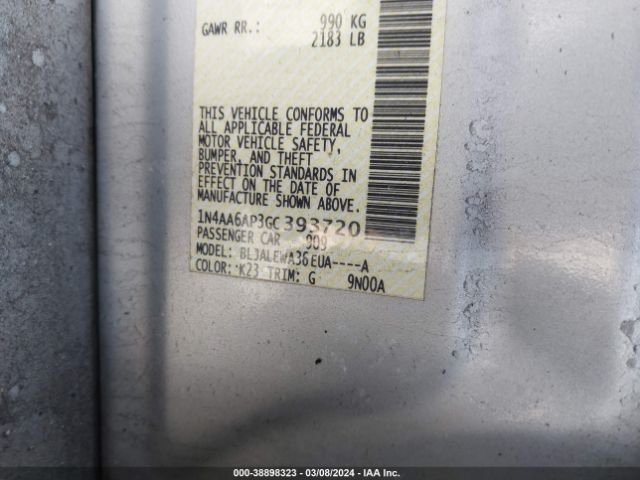 GAWR RR.: 990 KG
2183 LB
THIS VEHICLE CONFORMS TO
ALL APPLICABLE FEDERAL
MOTOR VEHICLE SAFETY,
BUMPER, AND THEFT
PREVENTION STANDARDS IN
EFFECT ON THE DATE OF
MANUFACTURE SHOWN ABOVE.
1N4AA6AP3GC393720
PASSENGER CAR 909
MODEL: BL3ALEWA36EUA----A
COLOR: K23 TRIM: G 9N00A
000-38898323 - 03/08/2024 - IAA Inc.